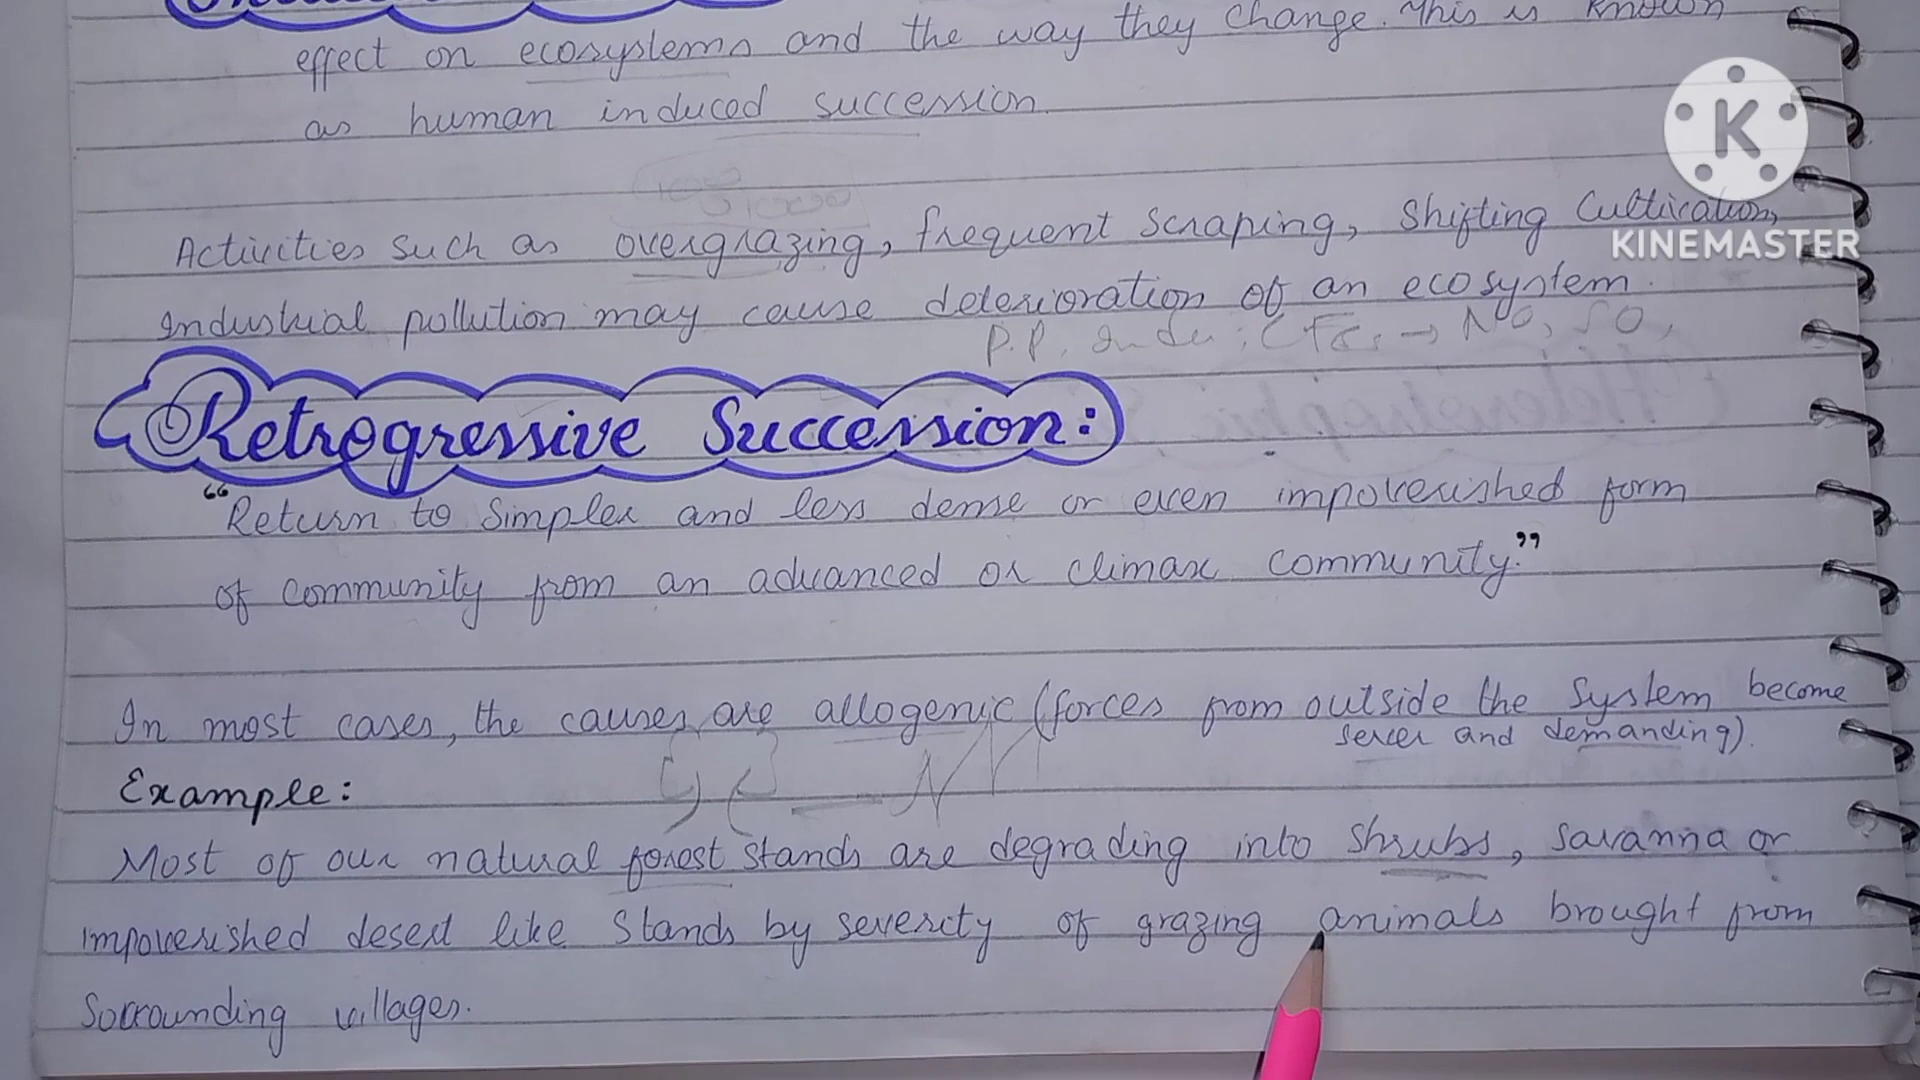 effect on ecosystems and the way they change. This is known
as human induced succession.
Activities such as overgrazing, frequent scraping, shifting cultivation,
KINEMASTER
Industrial pollution may cause deterioration of an ecosystem.
Retrogressive Succession:
"Return to simpler and less dense or even impoverished form
of community from an advanced or climax community."
In most cases, the causes are allogenic (forces from outside the system become
sever and demanding).
Example:
Most of our natural forest stands are degrading into shrubs, savanna or
impoverished desert like stands by severity of grazing animals brought from
sorrounding villages.